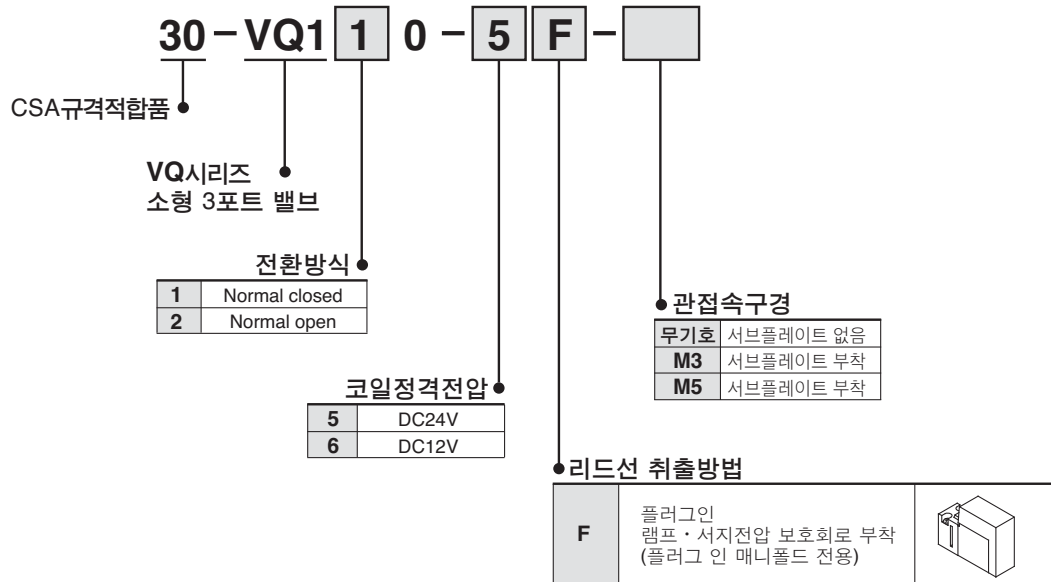 30-VQ1 1 0-5 F-
CSA규격적합품
VQ시리즈
소형 3포트 밸브
전환방식
1 Normal closed
2 Normal open
코일정격전압
5 DC24V
6 DC12V
관접속구경
무기호 서브플레이트 없음
M3 서브플레이트 부착
M5 서브플레이트 부착
리드선 취출방법
F
플러그인
램프・서지전압 보호회로 부착
(플러그 인 매니폴드 전용)